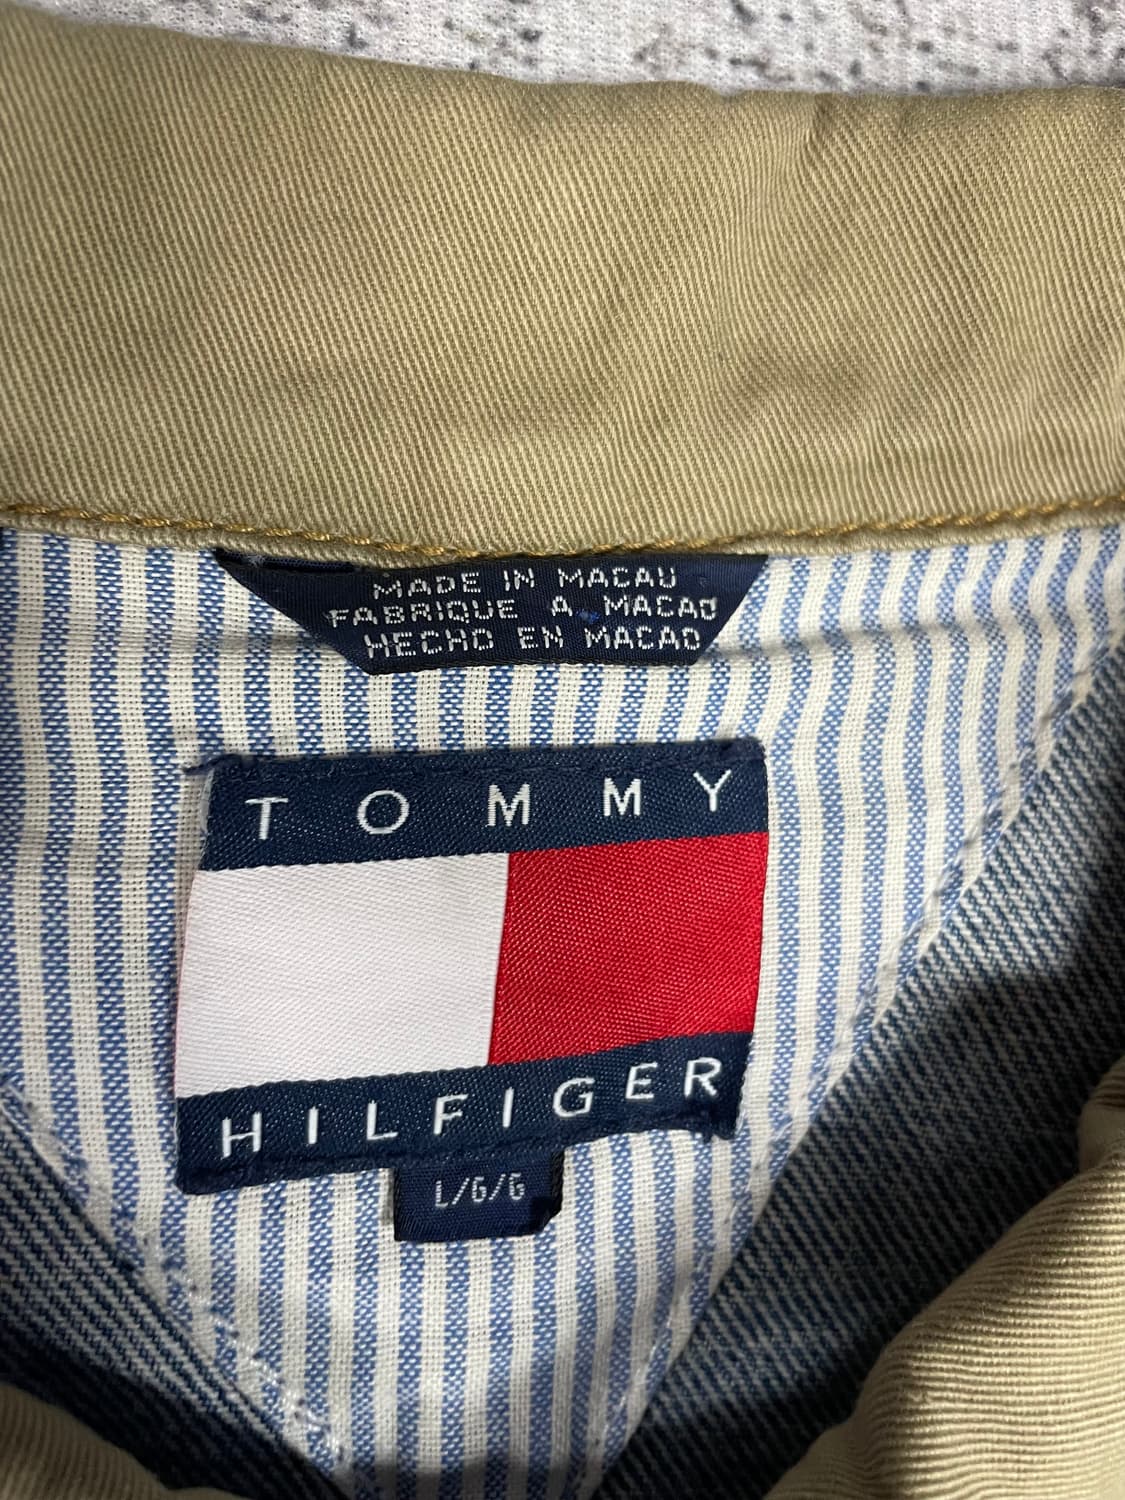 MADE IN MACAU
FABRIQUE A MACAO
HECHO EN MACAO
TOMMY
HILFIGER
L/G/G